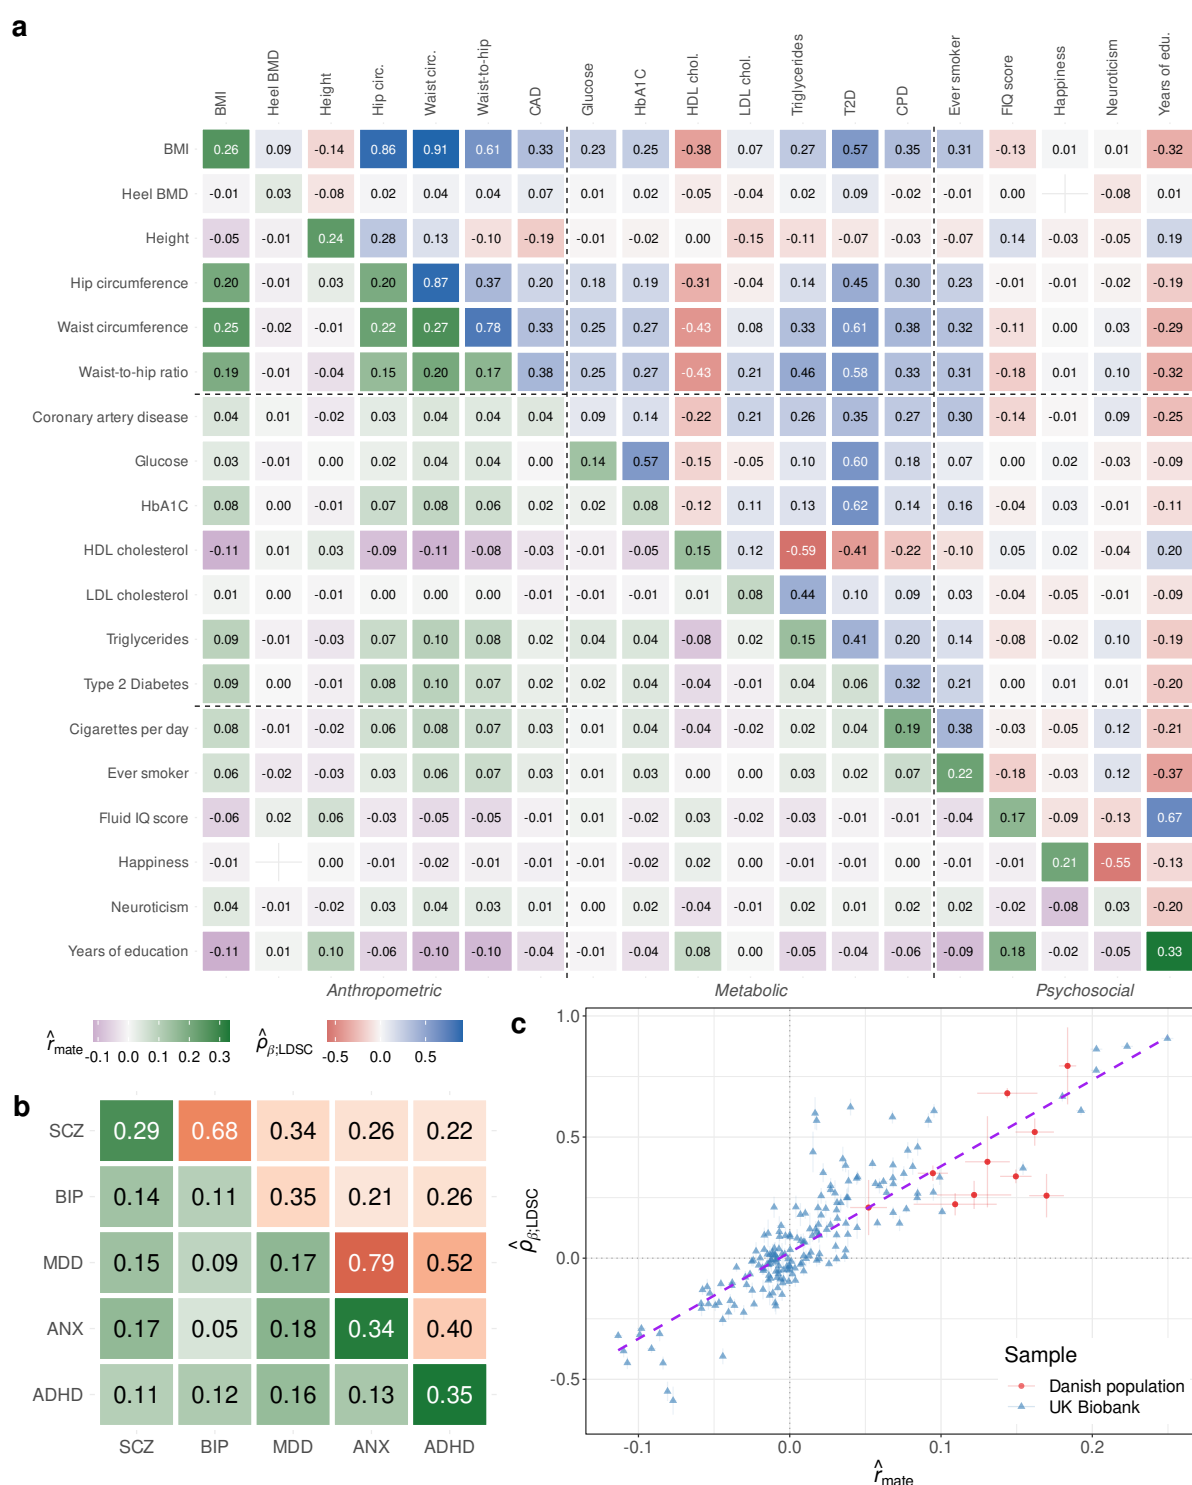 a
BMI Heel BMD Height Hip circ. Waist circ. Waist-to-hip CAD Glucose HbA1C HDL chol. LDL chol. Triglycerides T2D CPD Ever smoker FIQ score Happiness Neuroticism Years of edu.
BMI 0.26 0.09 -0.14 0.86 0.91 0.61 0.33 0.23 0.25 -0.38 0.07 0.27 0.57 0.35 0.31 -0.13 0.01 0.01 -0.32
Heel BMD -0.01 0.03 -0.08 0.02 0.04 0.04 0.07 0.01 0.02 -0.05 -0.04 0.02 0.09 -0.02 -0.01 0.00 -0.08 0.01
Height -0.05 -0.01 0.24 0.28 0.13 -0.10 -0.19 -0.01 -0.02 0.00 -0.15 -0.11 -0.07 -0.03 -0.07 0.14 -0.03 -0.05 0.19
Hip circumference 0.20 -0.01 0.03 0.20 0.87 0.37 0.20 0.18 0.19 -0.31 -0.04 0.14 0.45 0.30 0.23 -0.01 -0.01 -0.02 -0.19
Waist circumference 0.25 -0.02 -0.01 0.22 0.27 0.78 0.33 0.25 0.27 -0.43 0.08 0.33 0.61 0.38 0.32 -0.11 0.00 0.03 -0.29
Waist-to-hip ratio 0.19 -0.01 -0.04 0.15 0.20 0.17 0.38 0.25 0.27 -0.43 0.21 0.46 0.58 0.33 0.31 -0.18 0.01 0.10 -0.32
Coronary artery disease 0.04 0.01 -0.02 0.03 0.04 0.04 0.04 0.09 0.14 -0.22 0.21 0.26 0.35 0.27 0.30 -0.14 -0.01 0.09 -0.25
Glucose 0.03 -0.01 0.00 0.02 0.04 0.04 0.00 0.14 0.57 -0.15 -0.05 0.10 0.60 0.18 0.07 0.00 0.02 -0.03 -0.09
HbA1C 0.08 0.00 -0.01 0.07 0.08 0.06 0.02 0.02 0.08 -0.12 0.11 0.13 0.62 0.14 0.16 -0.04 0.03 -0.01 -0.11
HDL cholesterol -0.11 0.01 0.03 -0.09 -0.11 -0.08 -0.03 -0.01 -0.05 0.15 0.12 -0.59 -0.41 -0.22 -0.10 0.05 0.02 -0.04 0.20
LDL cholesterol 0.01 0.00 -0.01 0.00 0.00 0.00 -0.01 -0.01 -0.01 0.01 0.08 0.44 0.10 0.09 0.03 -0.04 -0.05 -0.01 -0.09
Triglycerides 0.09 -0.01 -0.03 0.07 0.10 0.08 0.02 0.04 0.04 -0.08 0.02 0.15 0.41 0.20 0.14 -0.08 -0.02 0.10 -0.19
Type 2 Diabetes 0.09 0.00 -0.01 0.08 0.10 0.07 0.02 0.02 0.04 -0.04 -0.01 0.04 0.06 0.32 0.21 0.00 0.01 0.01 -0.20
Cigarettes per day 0.08 -0.01 -0.02 0.06 0.08 0.07 0.03 0.01 0.04 -0.04 -0.02 0.02 0.04 0.19 0.38 -0.03 -0.05 0.12 -0.21
Ever smoker 0.06 -0.02 -0.03 0.03 0.06 0.07 0.03 0.01 0.03 0.00 0.00 0.03 0.02 0.07 0.22 -0.18 -0.03 0.12 -0.37
Fluid IQ score -0.06 0.02 0.06 -0.03 -0.05 -0.05 -0.01 0.01 -0.02 0.03 -0.02 -0.03 -0.01 -0.01 -0.04 0.17 -0.09 -0.13 0.67
Happiness -0.01 0.00 -0.01 -0.02 -0.01 -0.01 -0.01 -0.02 0.02 0.00 -0.01 -0.01 0.00 -0.01 -0.01 0.21 -0.55 -0.13
Neuroticism 0.04 -0.01 -0.02 0.03 0.04 0.03 0.01 0.00 0.02 -0.04 -0.01 0.02 0.01 0.02 0.02 -0.02 -0.08 0.03 -0.20
Years of education -0.11 0.01 0.10 -0.06 -0.10 -0.10 -0.04 -0.01 -0.04 0.08 0.00 -0.05 -0.04 -0.06 -0.09 0.18 -0.02 -0.05 0.33
Anthropometric Metabolic Psychosocial
r̂mate -0.1 0.0 0.1 0.2 0.3 ρ̂β;LDSC -0.5 0.0 0.5
b
SCZ 0.29 0.68 0.34 0.26 0.22
BIP 0.14 0.11 0.35 0.21 0.26
MDD 0.15 0.09 0.17 0.79 0.52
ANX 0.17 0.05 0.18 0.34 0.40
ADHD 0.11 0.12 0.16 0.13 0.35
SCZ BIP MDD ANX ADHD
c
1.0
0.5
0.0
-0.5
ρ̂β;LDSC
Sample
Danish population
UK Biobank
-0.1 0.0 0.1 0.2
r̂mate